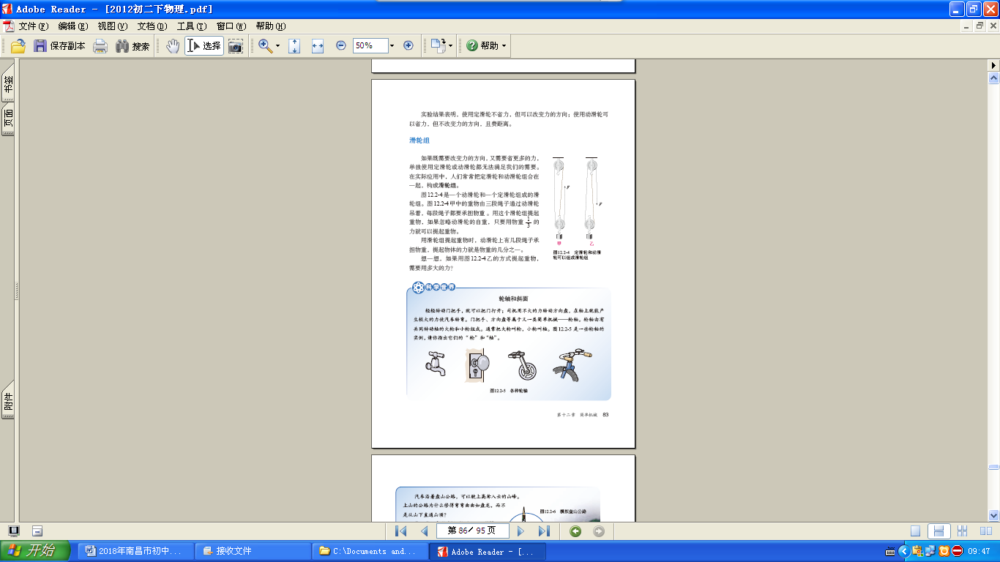 Adobe Reader - [2012初二下物理.pdf]
文件(F) 编辑(E) 视图(V) 文档(D) 工具(T) 窗口(W) 帮助(H)
保存副本 搜索 选择 50% 帮助
书签
页面
附件
实验结果表明，使用定滑轮不省力，但可以改变力的方向；使用动滑轮可
以省力，但不改变力的方向，且费距离。
滑轮组
如果既需要改变力的方向，又需要省更多的力，
单独使用定滑轮或动滑轮都无法满足我们的需要。
在实际应用中，人们常常把定滑轮和动滑轮组合在
一起，构成滑轮组。
图12.2-4是一个动滑轮和一个定滑轮组成的滑
轮组。图12.2-4甲中的重物由三段绳子通过动滑轮
吊着，每段绳子都要承担物重 。用这个滑轮组提起
重物，如果忽略动滑轮的自重，只要用物重 1/3 的
力就可以提起重物。
用滑轮组提起重物时，动滑轮上有几段绳子承
担物重，提起物体的力就是物重的几分之一。
想一想，如果用图12.2-4乙的方式提起重物，
需要用多大的力？
F
F
甲 乙
图12.2-4 定滑轮和动滑
轮可以组成滑轮组
科学世界
轮轴和斜面
轻轻转动门把手，就可以把门打开；司机用不大的力转动方向盘，在轴上就能产
生较大的力使汽车转弯。门把手、方向盘等属于又一类简单机械——轮轴。轮轴由有
共同转动轴的大轮和小轮组成。通常把大轮叫轮，小轮叫轴。图12.2-5 是一些轮轴的
实例，请你指出它们的“轮”和“轴”。
图12.2-5 各种轮轴
第十二章 简单机械 83
汽车沿着盘山公路，可以驶上高耸入云的山峰。
上山的公路为什么修得弯弯曲曲如盘龙，而不
是从山下直通山顶？
图12.2-6 模拟盘山公路
第 86/ 95 页
开始 2018年南昌市初中... 接收文件 C:\Documents and... Adobe Reader - [... 09:47